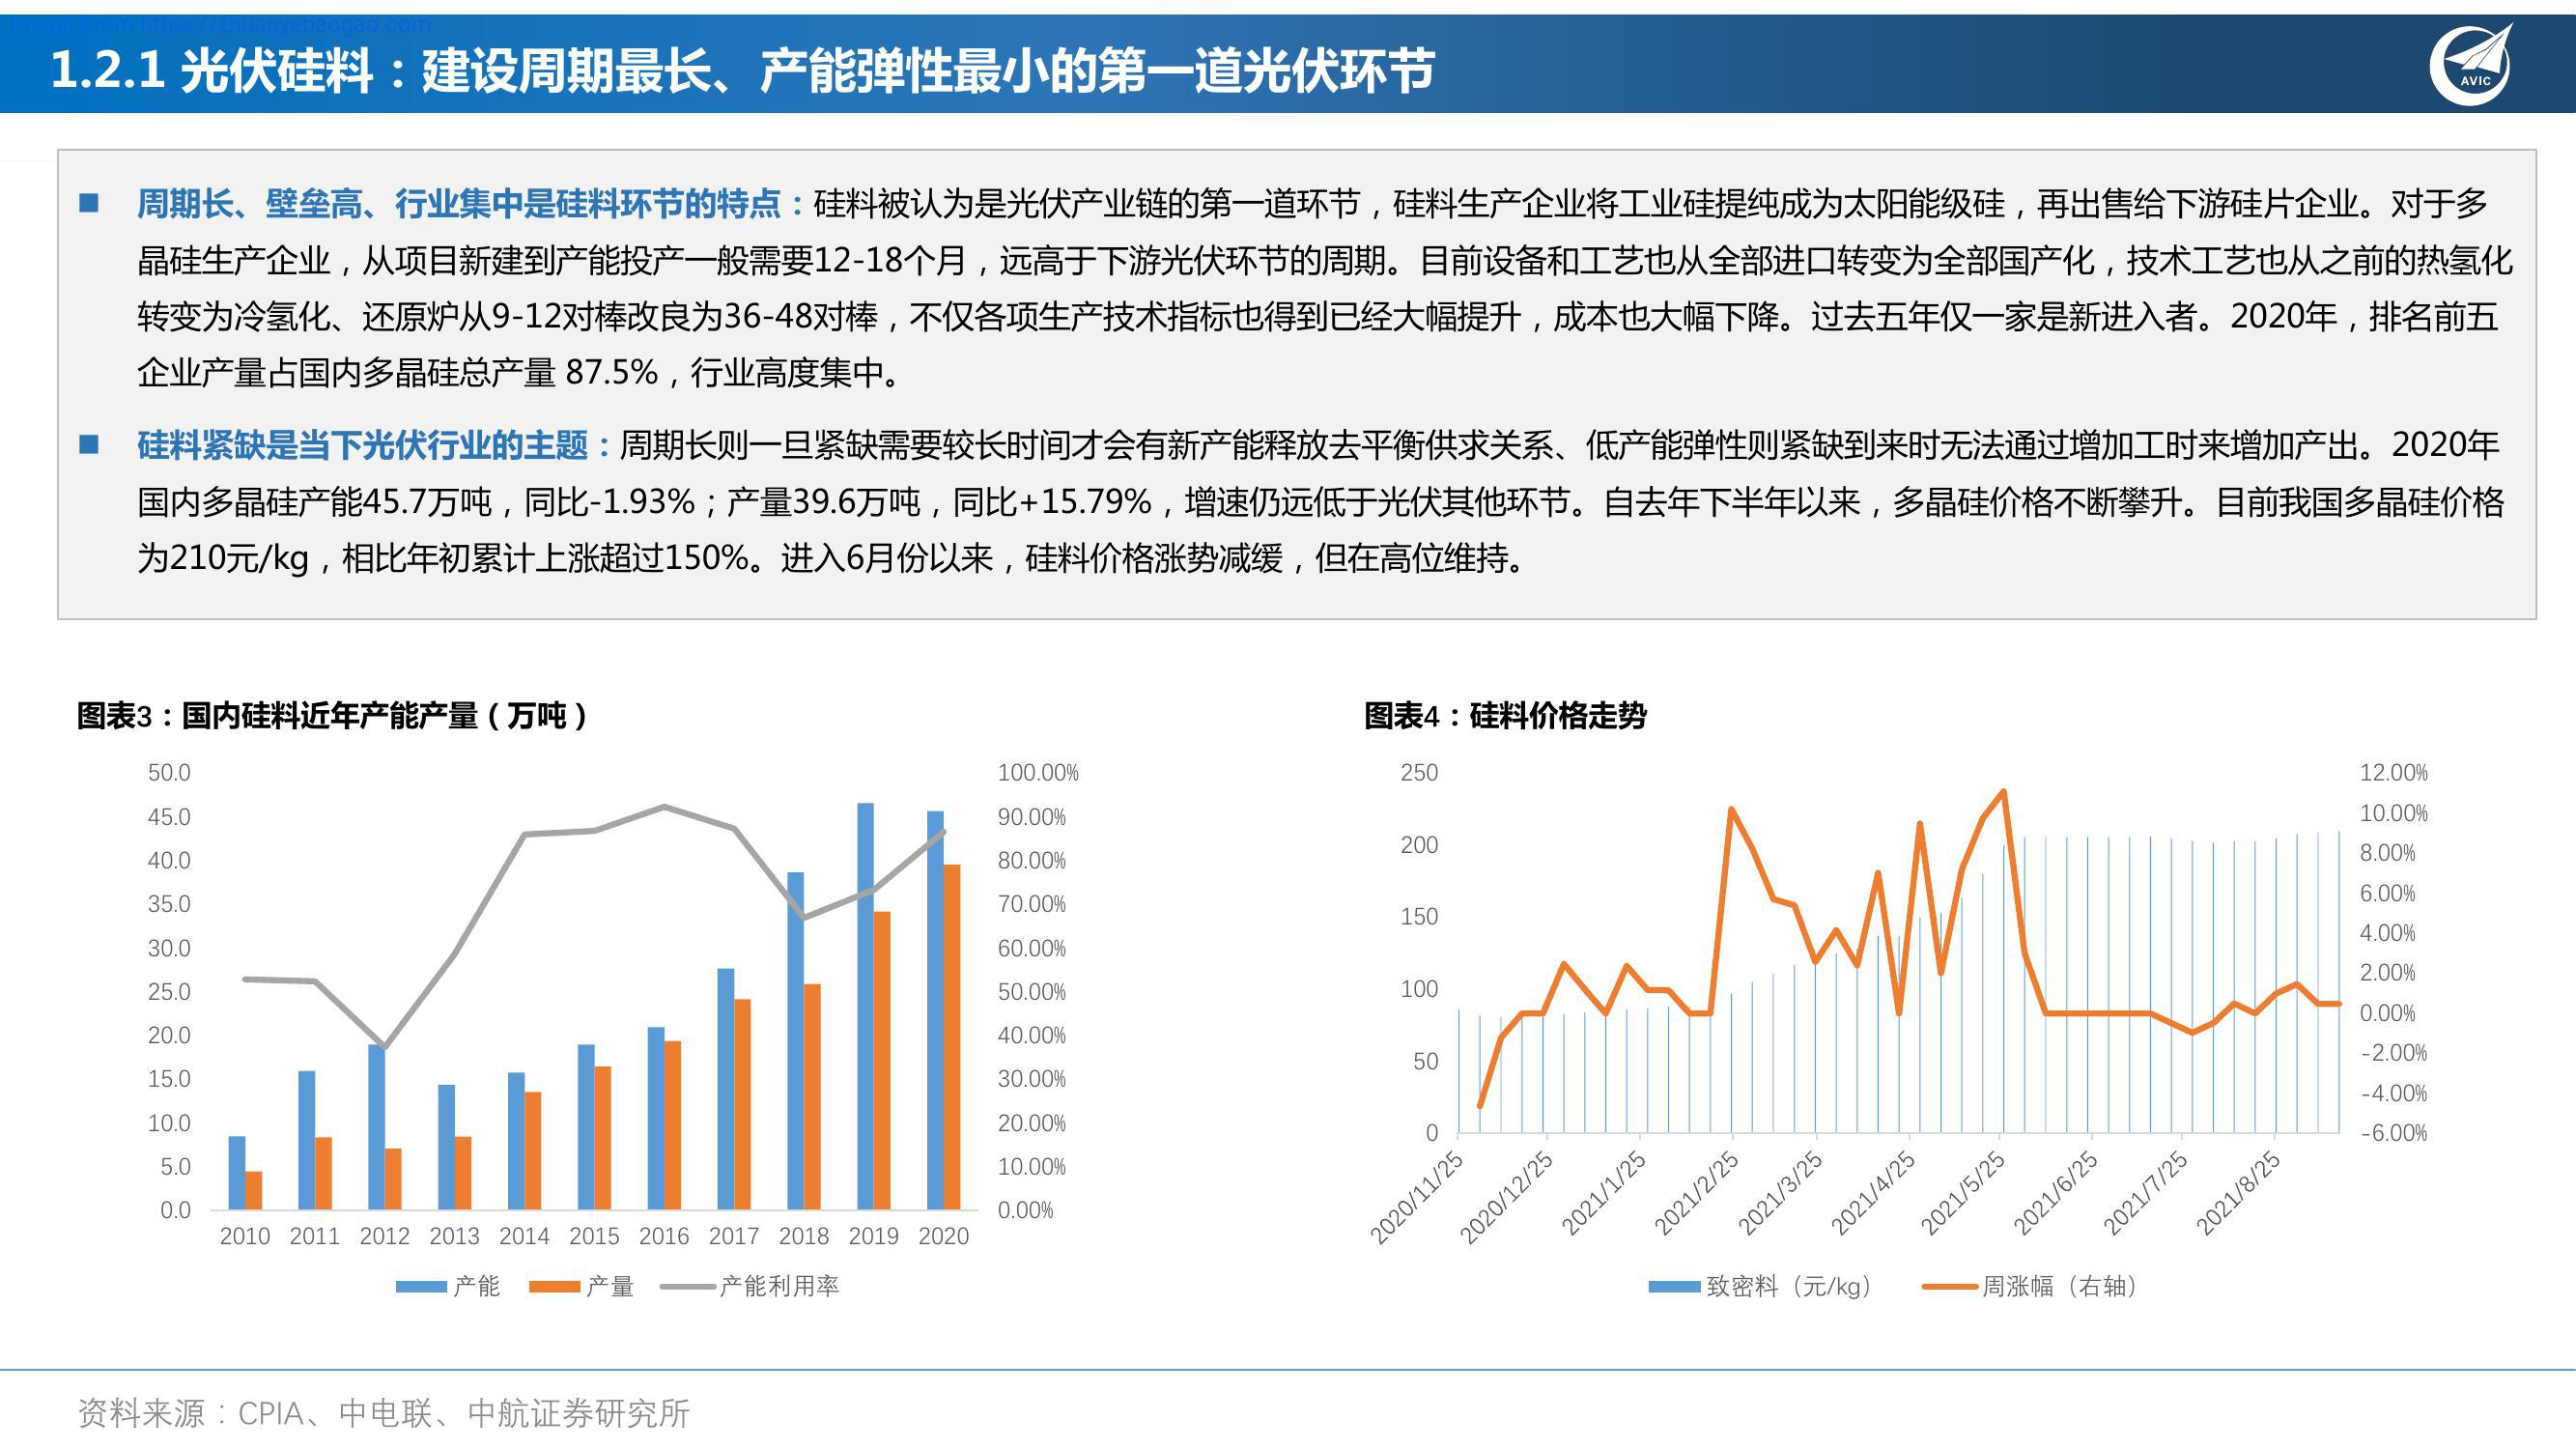 Image From https://zhuanyebaogao.com
1.2.1 光伏硅料：建设周期最长、产能弹性最小的第一道光伏环节
AVIC
■ 周期长、壁垒高、行业集中是硅料环节的特点：硅料被认为是光伏产业链的第一道环节，硅料生产企业将工业硅提纯成为太阳能级硅，再出售给下游硅片企业。对于多
晶硅生产企业，从项目新建到产能投产一般需要12-18个月，远高于下游光伏环节的周期。目前设备和工艺也从全部进口转变为全部国产化，技术工艺也从之前的热氢化
转变为冷氢化、还原炉从9-12对棒改良为36-48对棒，不仅各项生产技术指标也得到已经大幅提升，成本也大幅下降。过去五年仅一家是新进入者。2020年，排名前五
企业产量占国内多晶硅总产量 87.5%，行业高度集中。
■ 硅料紧缺是当下光伏行业的主题：周期长则一旦紧缺需要较长时间才会有新产能释放去平衡供求关系、低产能弹性则紧缺到来时无法通过增加工时来增加产出。2020年
国内多晶硅产能45.7万吨，同比-1.93%；产量39.6万吨，同比+15.79%，增速仍远低于光伏其他环节。自去年下半年以来，多晶硅价格不断攀升。目前我国多晶硅价格
为210元/kg，相比年初累计上涨超过150%。进入6月份以来，硅料价格涨势减缓，但在高位维持。
图表3：国内硅料近年产能产量（万吨）
50.0
45.0
40.0
35.0
30.0
25.0
20.0
15.0
10.0
5.0
0.0
100.00%
90.00%
80.00%
70.00%
60.00%
50.00%
40.00%
30.00%
20.00%
10.00%
0.00%
2010 2011 2012 2013 2014 2015 2016 2017 2018 2019 2020
产能 产量 产能利用率
图表4：硅料价格走势
250
200
150
100
50
0
12.00%
10.00%
8.00%
6.00%
4.00%
2.00%
0.00%
-2.00%
-4.00%
-6.00%
2020/11/25 2020/12/25 2021/1/25 2021/2/25 2021/3/25 2021/4/25 2021/5/25 2021/6/25 2021/7/25 2021/8/25
致密料（元/kg） 周涨幅（右轴）
资料来源：CPIA、中电联、中航证券研究所